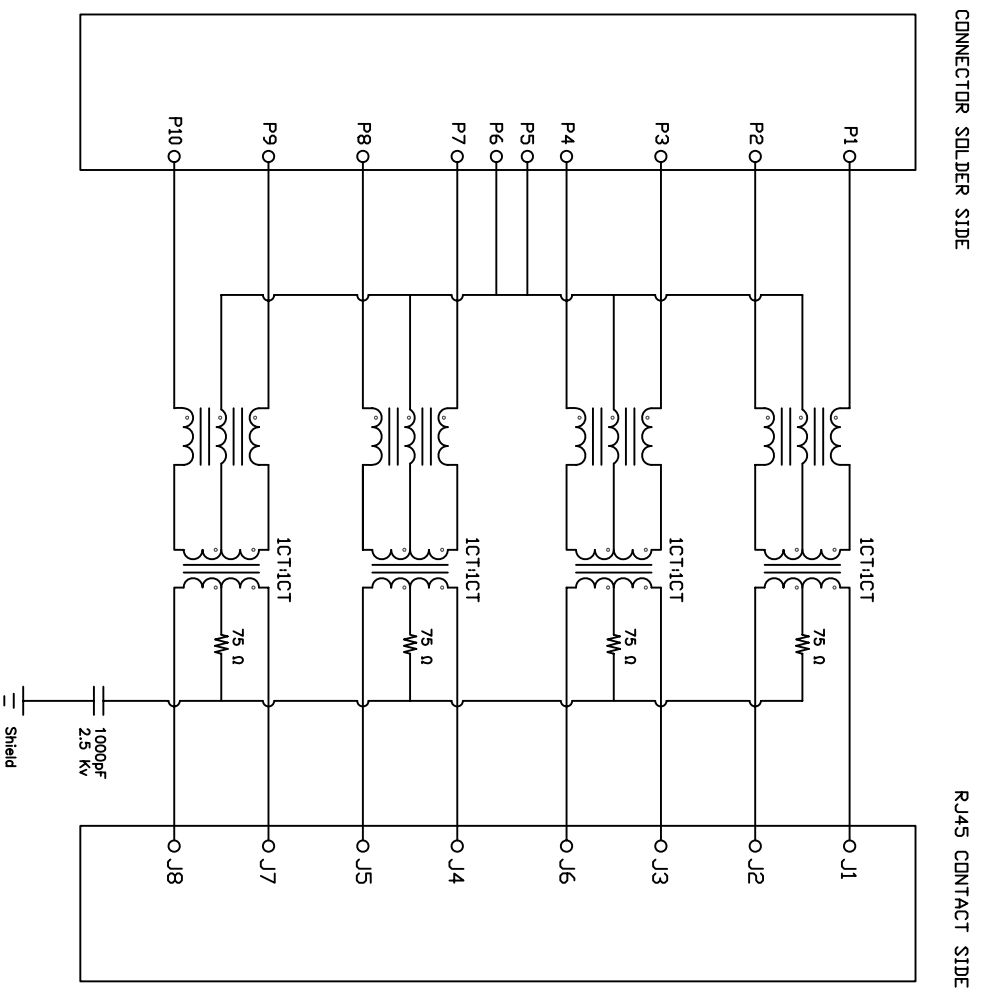 CONNECTOR SOLDER SIDE
RJ45 CONTACT SIDE
P1
1CT:1CT
75 Ω
J1
P2
J2
P3
1CT:1CT
75 Ω
J3
P4
J6
P5
P6
P7
1CT:1CT
75 Ω
J4
P8
J5
P9
1CT:1CT
75 Ω
J7
P10
J8
1000pF
2.5 Kv
Shield